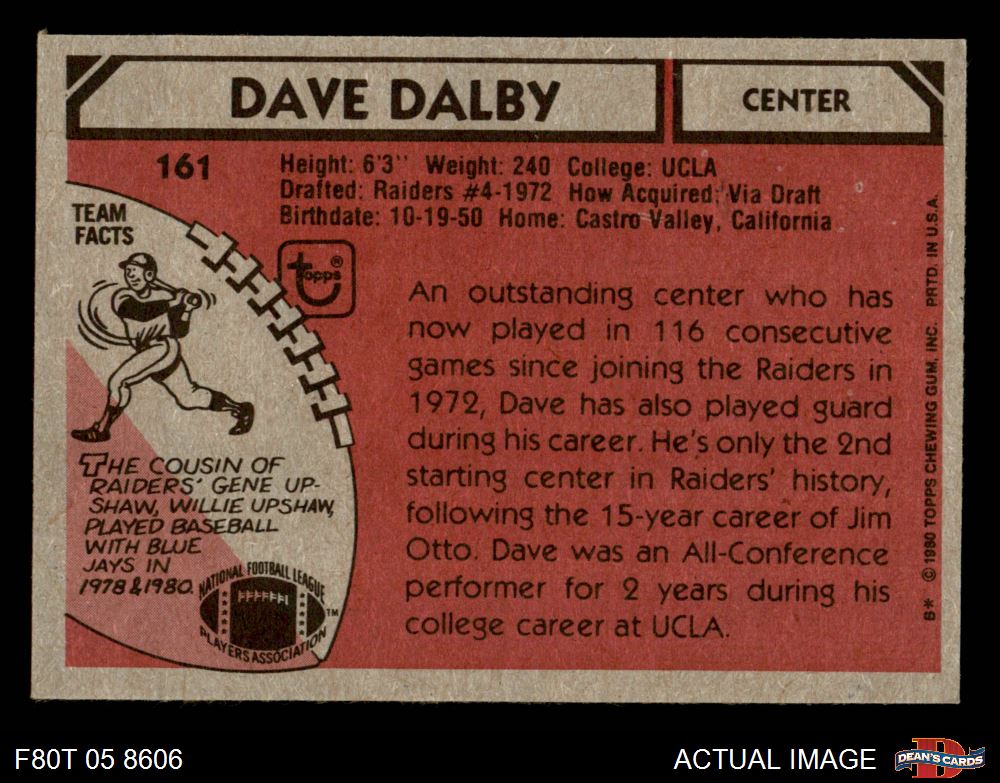 DAVE DALBY
CENTER
161
Height: 6'3'' Weight: 240 College: UCLA
Drafted: Raiders #4-1972 How Acquired: Via Draft
Birthdate: 10-19-50 Home: Castro Valley, California
TEAM
FACTS
topps®
An outstanding center who has
now played in 116 consecutive
games since joining the Raiders in
1972, Dave has also played guard
during his career. He's only the 2nd
starting center in Raiders' history,
following the 15-year career of Jim
Otto. Dave was an All-Conference
performer for 2 years during his
college career at UCLA.
THE COUSIN OF
RAIDERS' GENE UP-
SHAW, WILLIE UPSHAW,
PLAYED BASEBALL
WITH BLUE
JAYS IN
1978 & 1980.
NATIONAL FOOTBALL LEAGUE
PLAYERS ASSOCIATION
TM
B* © 1980 TOPPS CHEWING GUM, INC. PRTD. IN U.S.A.
F80T 05 8606
ACTUAL IMAGE
D
DEAN'S CARDS